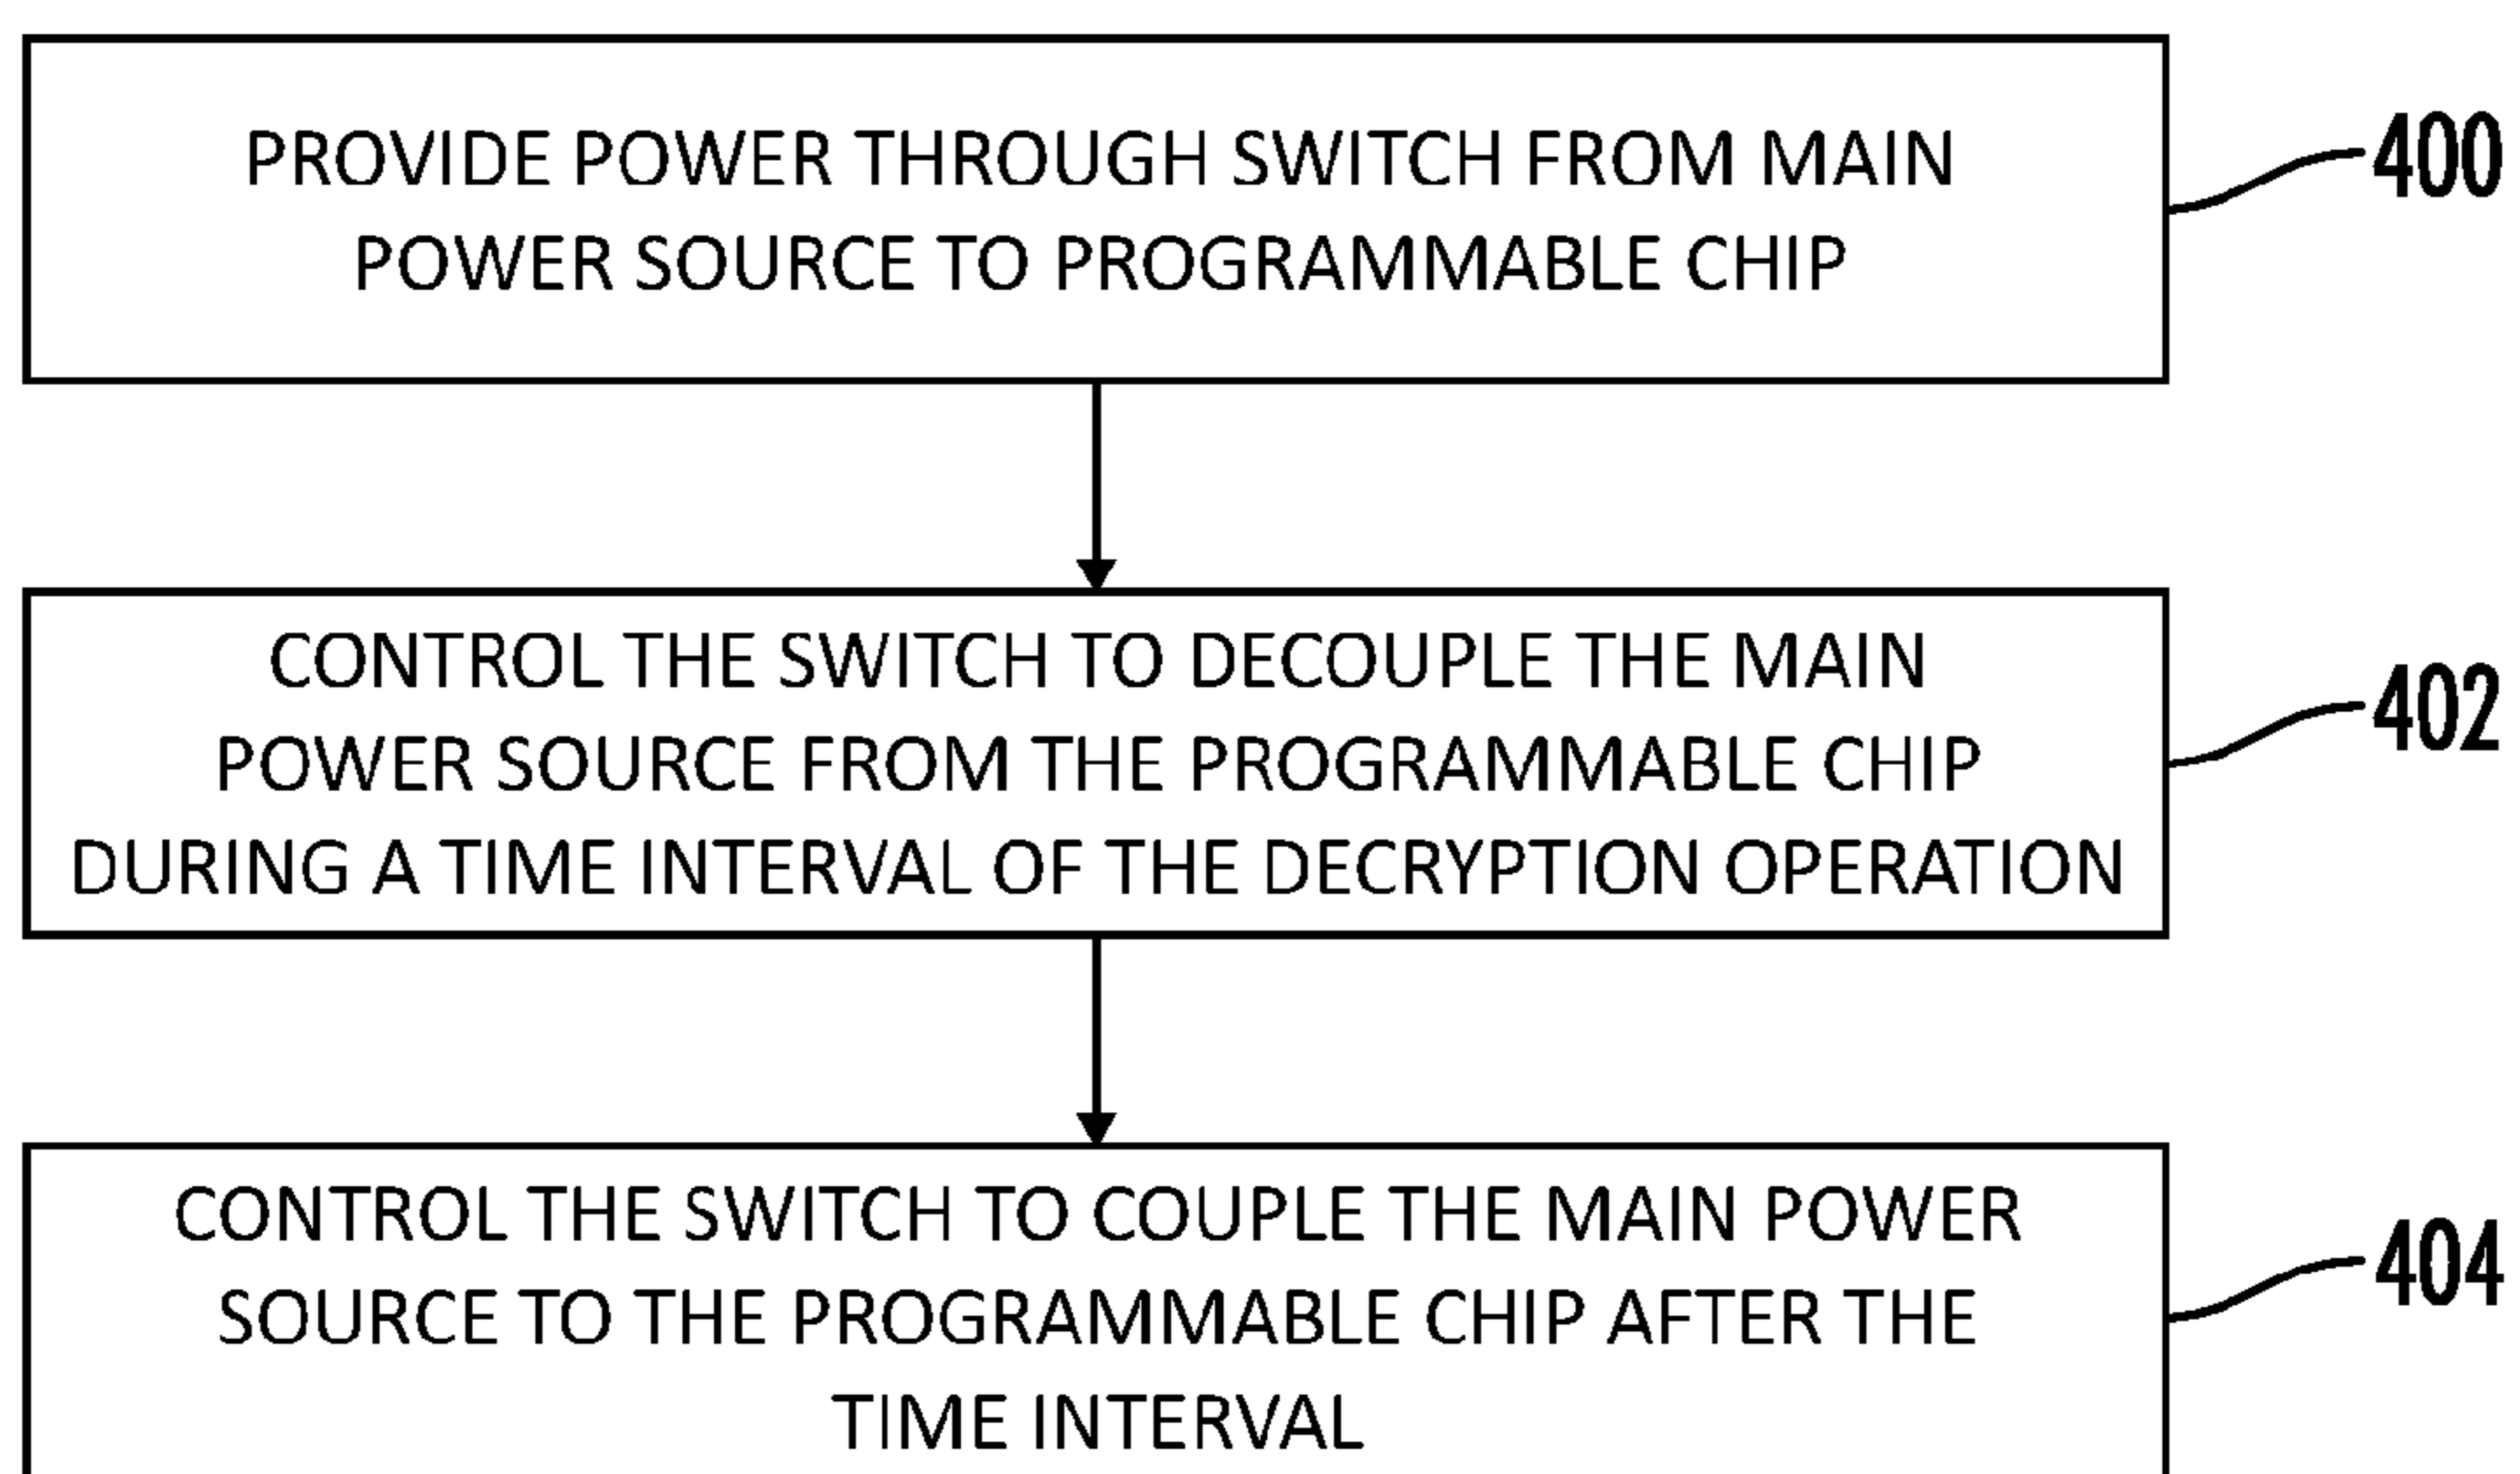 PROVIDE POWER THROUGH SWITCH FROM MAIN
POWER SOURCE TO PROGRAMMABLE CHIP
400
CONTROL THE SWITCH TO DECOUPLE THE MAIN
POWER SOURCE FROM THE PROGRAMMABLE CHIP
DURING A TIME INTERVAL OF THE DECRYPTION OPERATION
402
CONTROL THE SWITCH TO COUPLE THE MAIN POWER
SOURCE TO THE PROGRAMMABLE CHIP AFTER THE
TIME INTERVAL
404